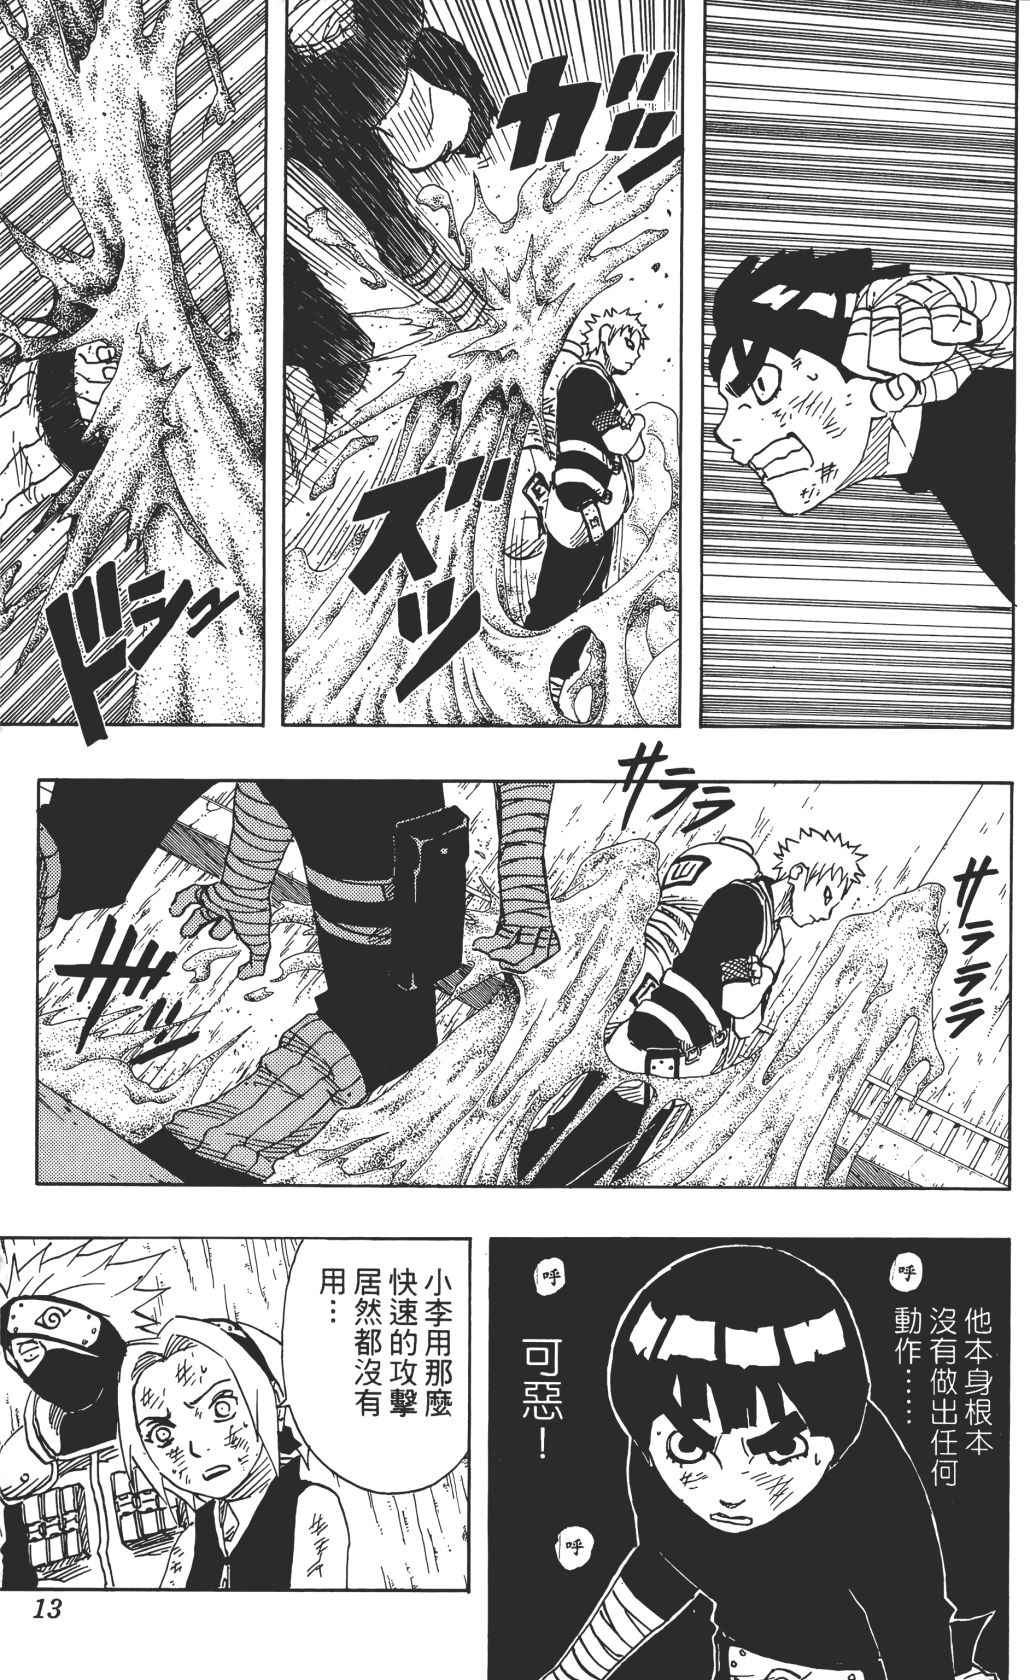 ガッ
ズッ
ドシュ
サラララ
サラララ
ザザッ
他本身根本
沒有做出任何
動作……
呼
呼
可惡！
呼
小李用那麼
快速的攻擊
居然都沒有
用…
13